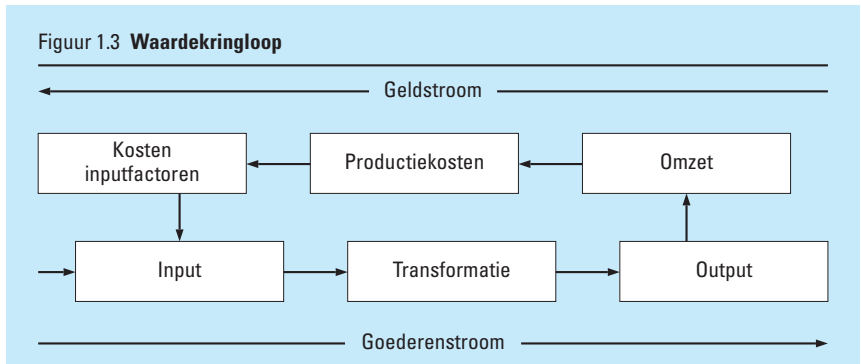 Figuur 1.3 Waardekringloop
Geldstroom
Kosten
inputfactoren
Productiekosten
Omzet
Input
Transformatie
Output
Goederenstroom